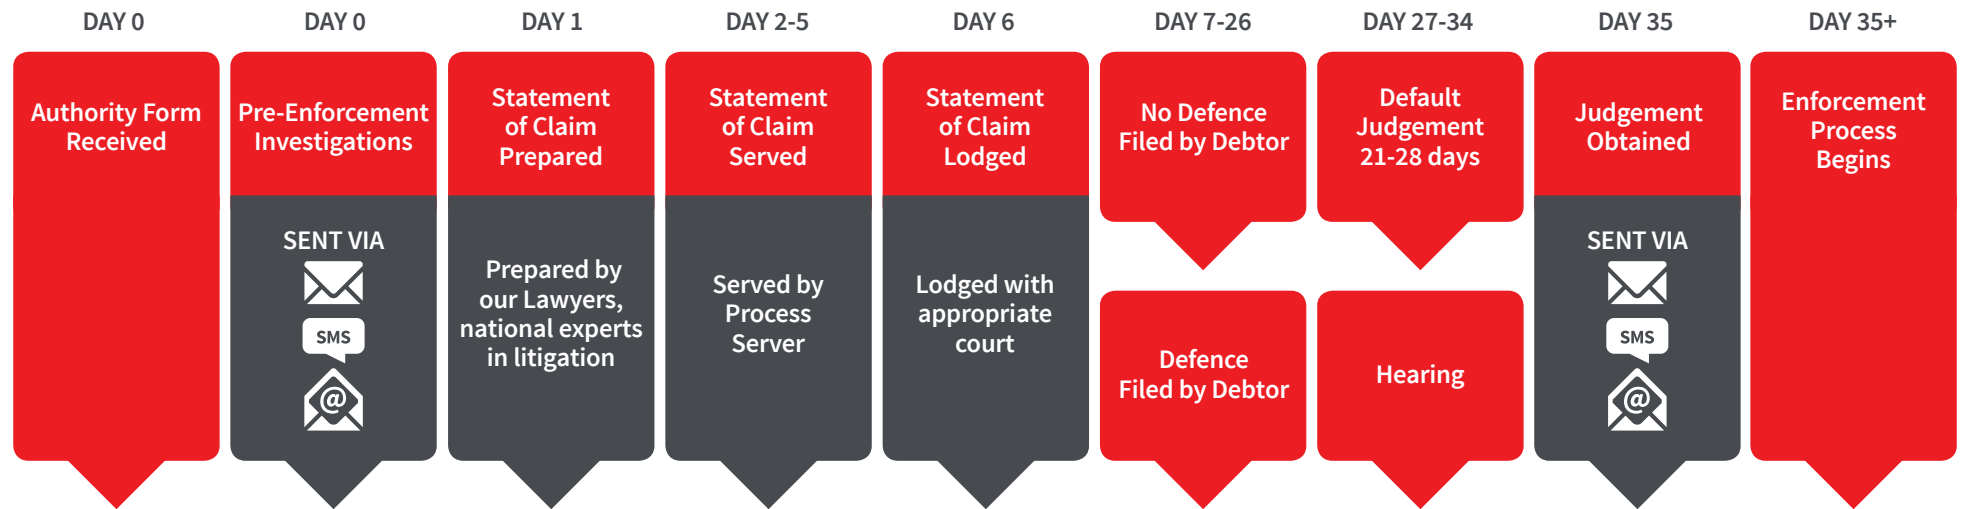 DAY 0
Authority Form
Received
DAY 0
Pre-Enforcement
Investigations
SENT VIA
SMS
@
DAY 1
Statement
of Claim
Prepared
Prepared by
our Lawyers,
national experts
in litigation
DAY 2-5
Statement
of Claim
Served
Served by
Process
Server
DAY 6
Statement
of Claim
Lodged
Lodged with
appropriate
court
DAY 7-26
No Defence
Filed by Debtor
Defence
Filed by Debtor
DAY 27-34
Default
Judgement
21-28 days
Hearing
DAY 35
Judgement
Obtained
SENT VIA
SMS
@
DAY 35+
Enforcement
Process
Begins